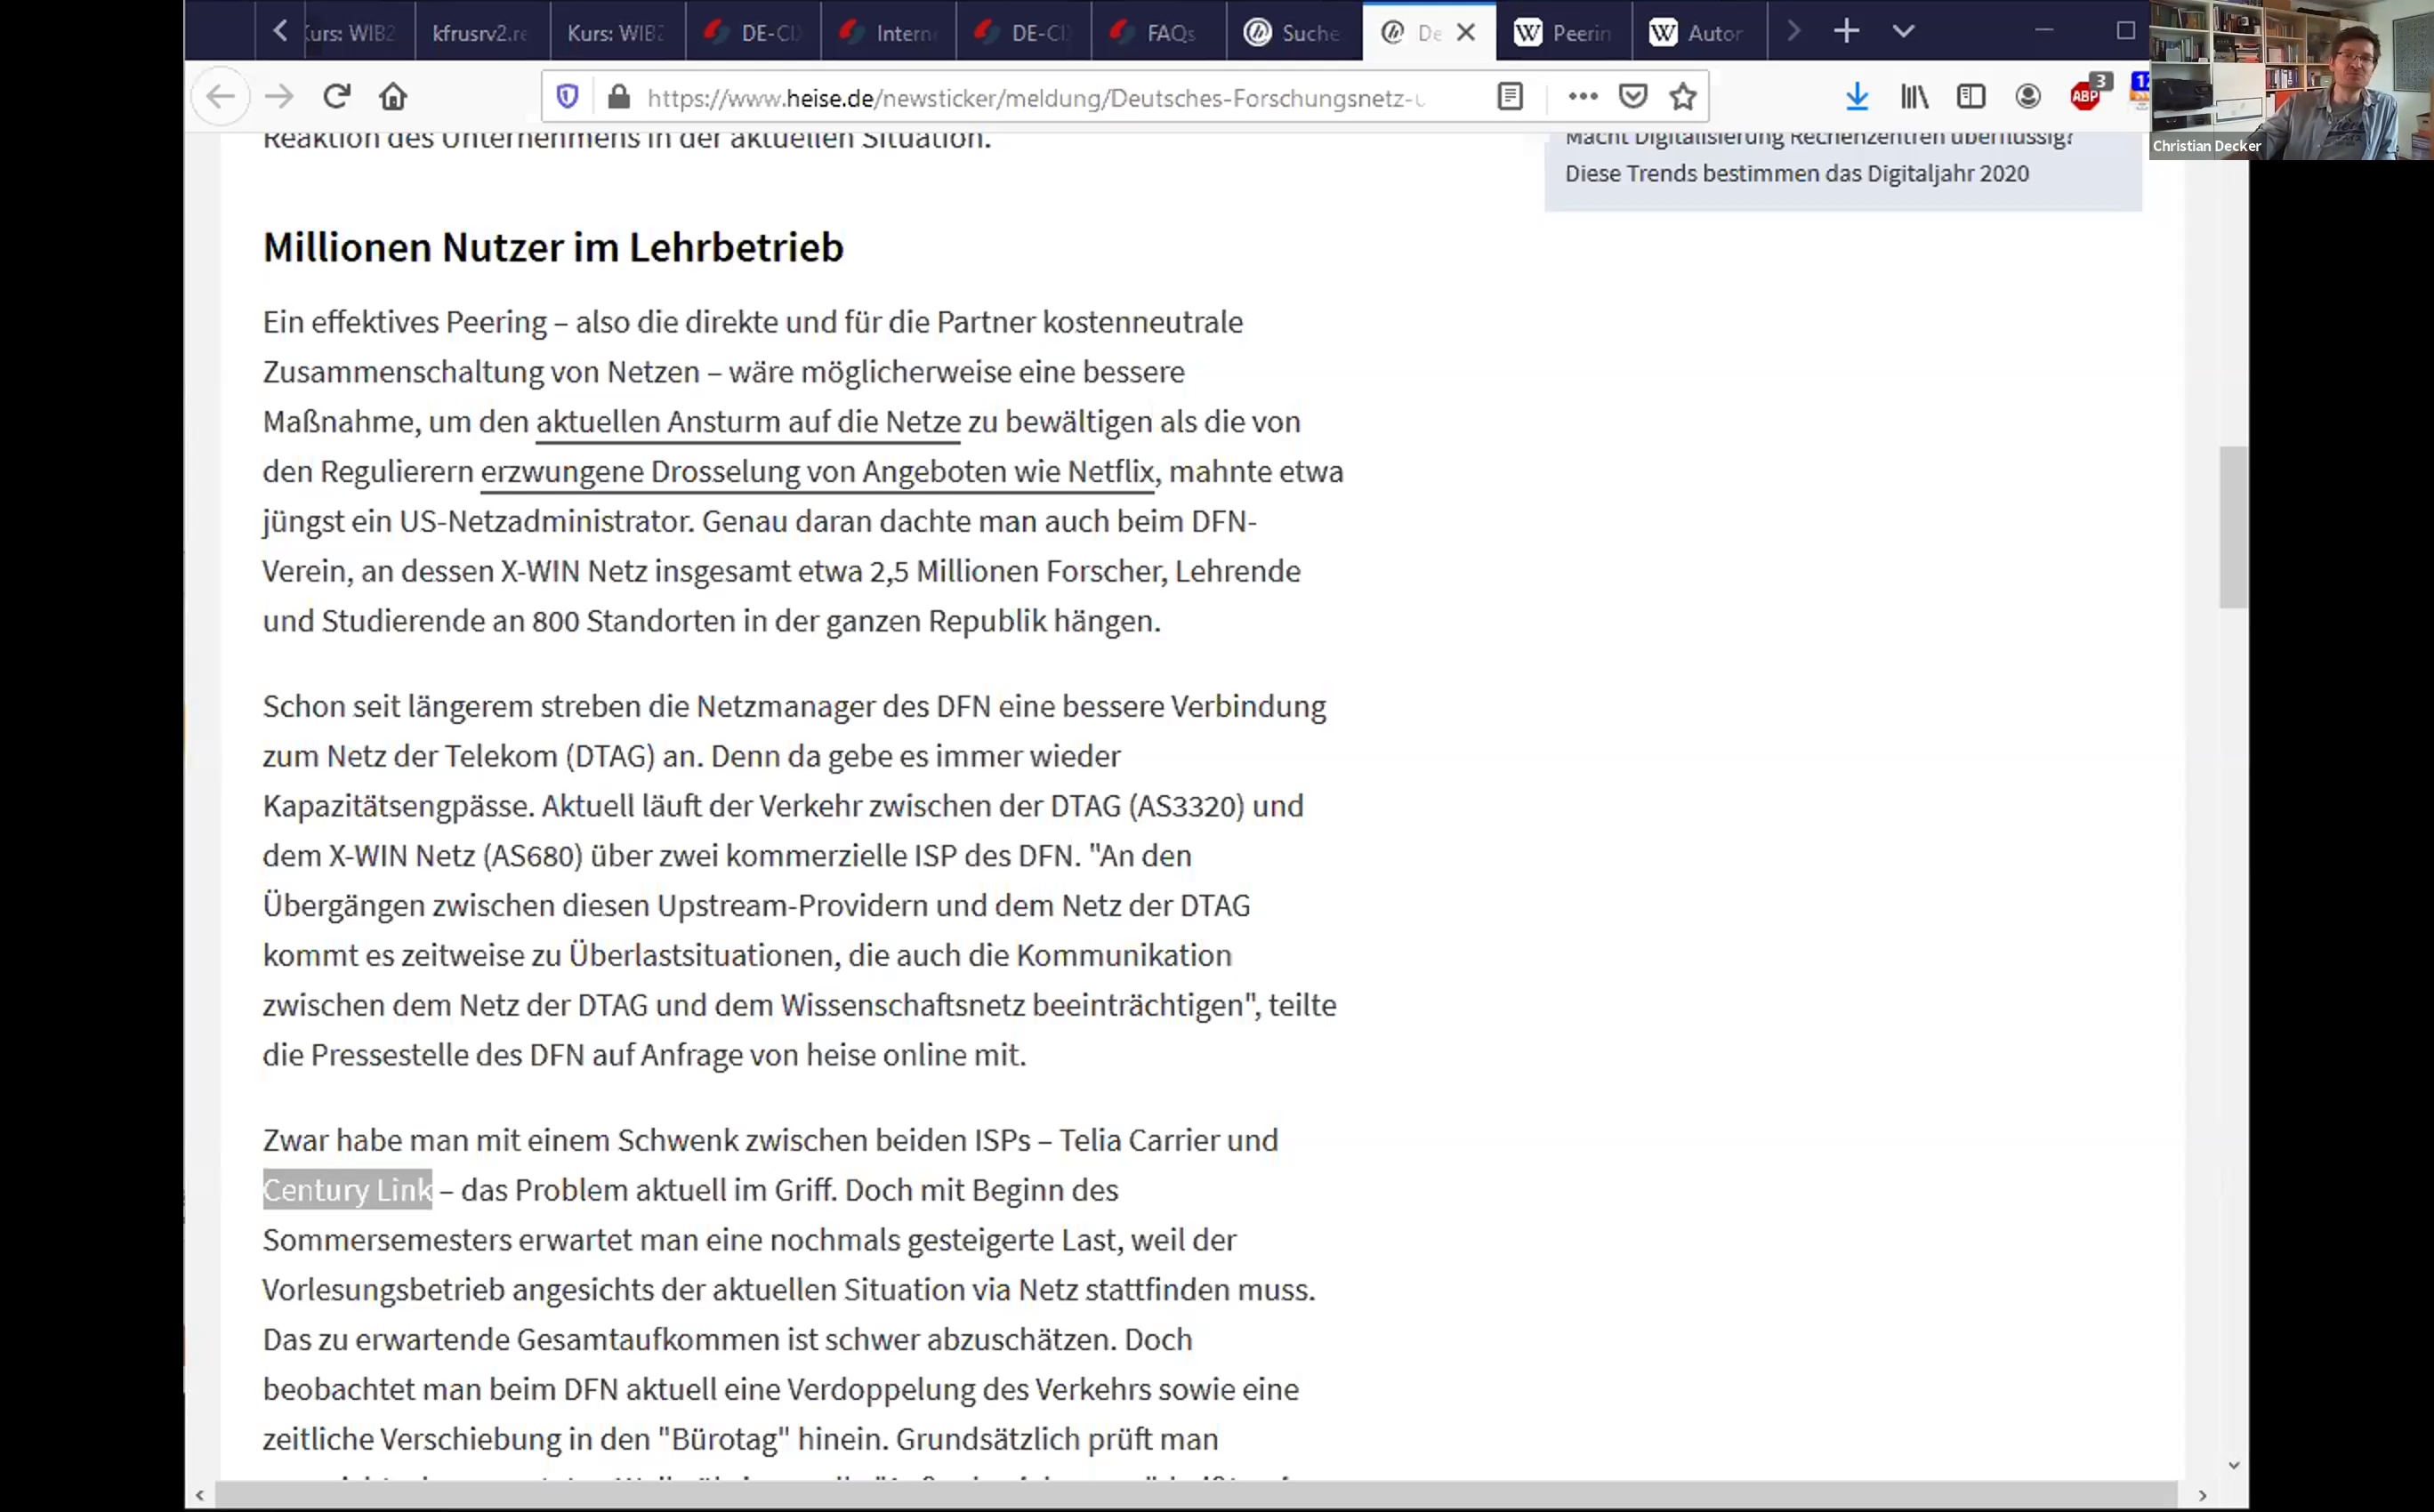 Kurs: WIB2
kfrusrv2.re
Kurs: WIB2
DE-CI
Intern
DE-CI
FAQs
Suche
De
Peerin
Autor
https://www.heise.de/newsticker/meldung/Deutsches-Forschungsnetz-u
ABP
3
12
Christian Decker
Reaktion des Unternehmens in der aktuellen Situation.
Macht Digitalisierung Rechenzentren überflüssig?
Diese Trends bestimmen das Digitaljahr 2020
Millionen Nutzer im Lehrbetrieb
Ein effektives Peering – also die direkte und für die Partner kostenneutrale
Zusammenschaltung von Netzen – wäre möglicherweise eine bessere
Maßnahme, um den aktuellen Ansturm auf die Netze zu bewältigen als die von
den Regulierern erzwungene Drosselung von Angeboten wie Netflix, mahnte etwa
jüngst ein US-Netzadministrator. Genau daran dachte man auch beim DFN-
Verein, an dessen X-WIN Netz insgesamt etwa 2,5 Millionen Forscher, Lehrende
und Studierende an 800 Standorten in der ganzen Republik hängen.
Schon seit längerem streben die Netzmanager des DFN eine bessere Verbindung
zum Netz der Telekom (DTAG) an. Denn da gebe es immer wieder
Kapazitätsengpässe. Aktuell läuft der Verkehr zwischen der DTAG (AS3320) und
dem X-WIN Netz (AS680) über zwei kommerzielle ISP des DFN. "An den
Übergängen zwischen diesen Upstream-Providern und dem Netz der DTAG
kommt es zeitweise zu Überlastsituationen, die auch die Kommunikation
zwischen dem Netz der DTAG und dem Wissenschaftsnetz beeinträchtigen", teilte
die Pressestelle des DFN auf Anfrage von heise online mit.
Zwar habe man mit einem Schwenk zwischen beiden ISPs – Telia Carrier und
Century Link – das Problem aktuell im Griff. Doch mit Beginn des
Sommersemesters erwartet man eine nochmals gesteigerte Last, weil der
Vorlesungsbetrieb angesichts der aktuellen Situation via Netz stattfinden muss.
Das zu erwartende Gesamtaufkommen ist schwer abzuschätzen. Doch
beobachtet man beim DFN aktuell eine Verdoppelung des Verkehrs sowie eine
zeitliche Verschiebung in den "Bürotag" hinein. Grundsätzlich prüft man